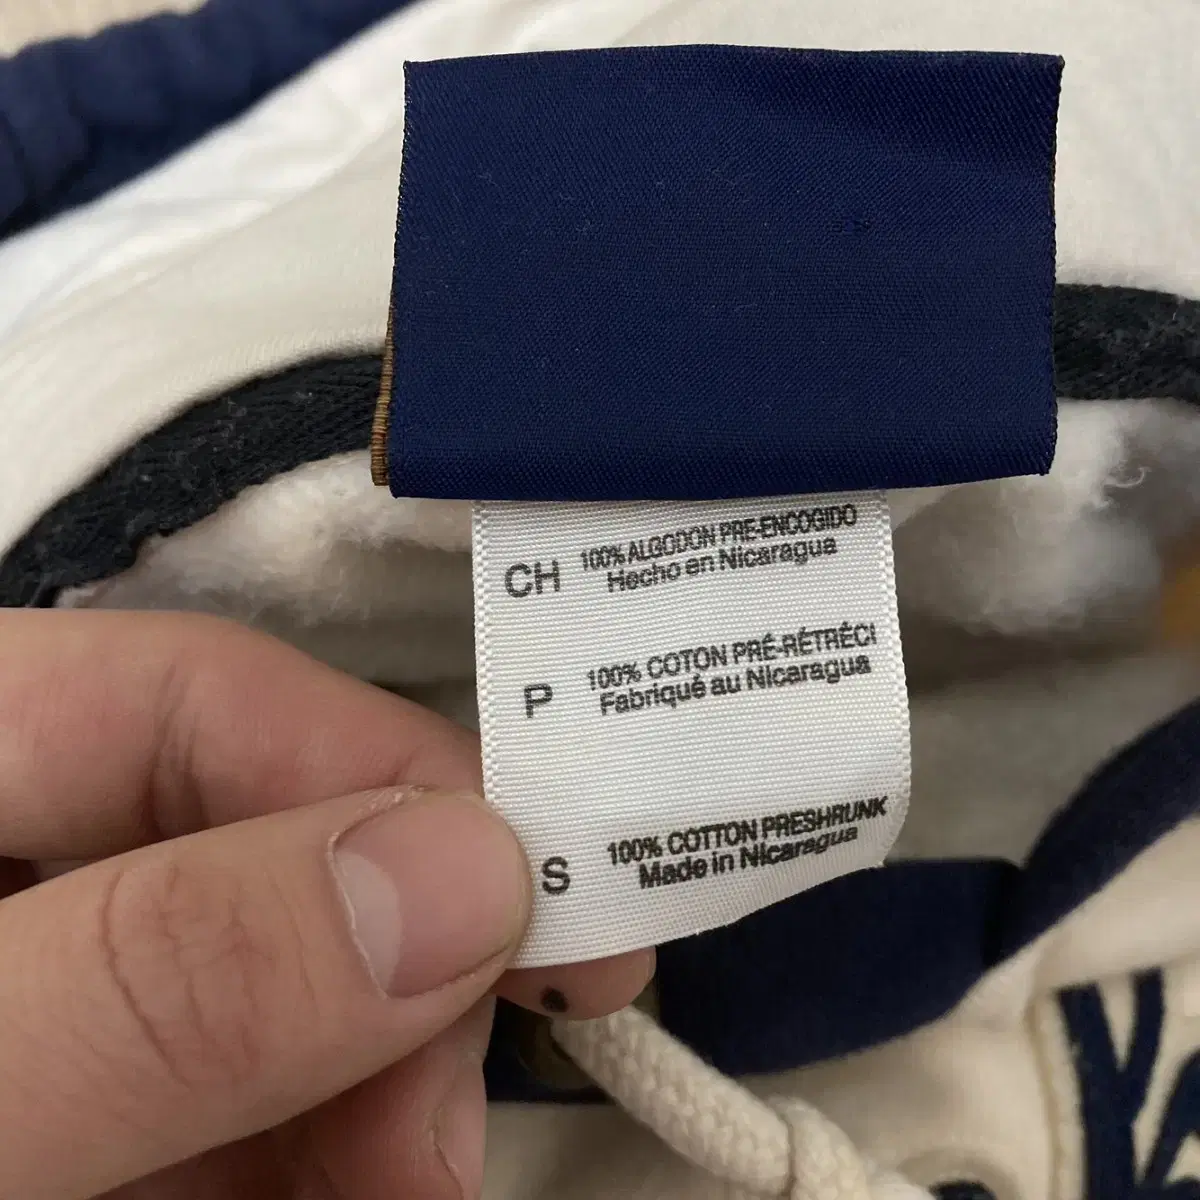 CH 100% ALGODON PRE-ENCOGIDO
Hecho en Nicaragua
P 100% COTON PRÉ-RÉTRÉCI
Fabriqué au Nicaragua
S 100% COTTON PRESHRUNK
Made in Nicaragua